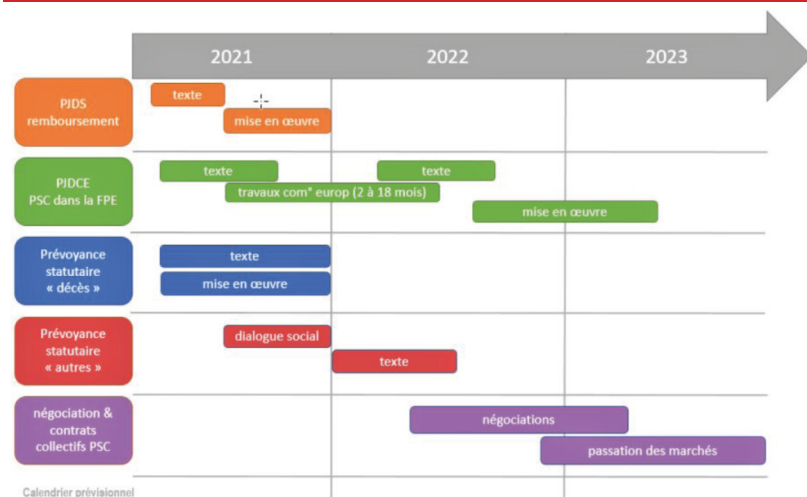 2021
2022
2023
PJDS
remboursement
texte
mise en œuvre
PJDCE
PSC dans la FPE
texte
texte
travaux com° europ (2 à 18 mois)
mise en œuvre
Prévoyance
statutaire
« décès »
texte
mise en œuvre
Prévoyance
statutaire
« autres »
dialogue social
texte
négociation &
contrats
collectifs PSC
négociations
passation des marchés
Calendrier prévisionnel